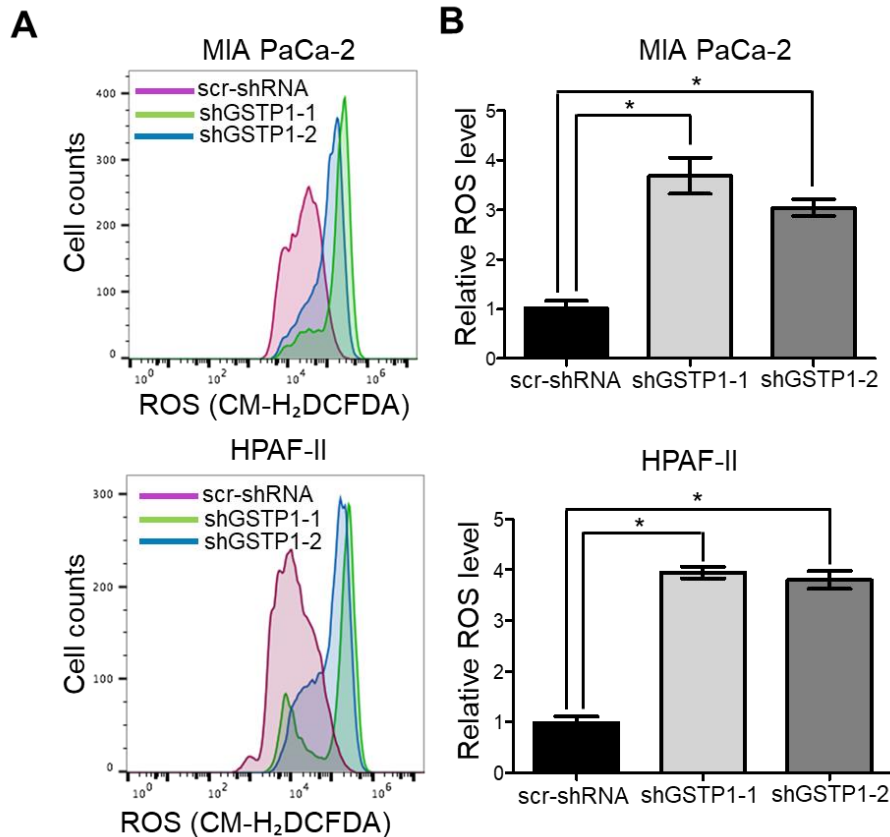 A
MIA PaCa-2
scr-shRNA
shGSTP1-1
shGSTP1-2
400
300
200
100
0
Cell counts
10⁰
10²
10⁴
10⁶
ROS (CM-H₂DCFDA)
HPAF-II
scr-shRNA
shGSTP1-1
shGSTP1-2
300
200
100
0
Cell counts
10⁰
10²
10⁴
10⁶
ROS (CM-H₂DCFDA)
B
MIA PaCa-2
*
*
5
4
3
2
1
0
Relative ROS level
scr-shRNA shGSTP1-1 shGSTP1-2
HPAF-II
*
*
5
4
3
2
1
0
Relative ROS level
scr-shRNA shGSTP1-1 shGSTP1-2